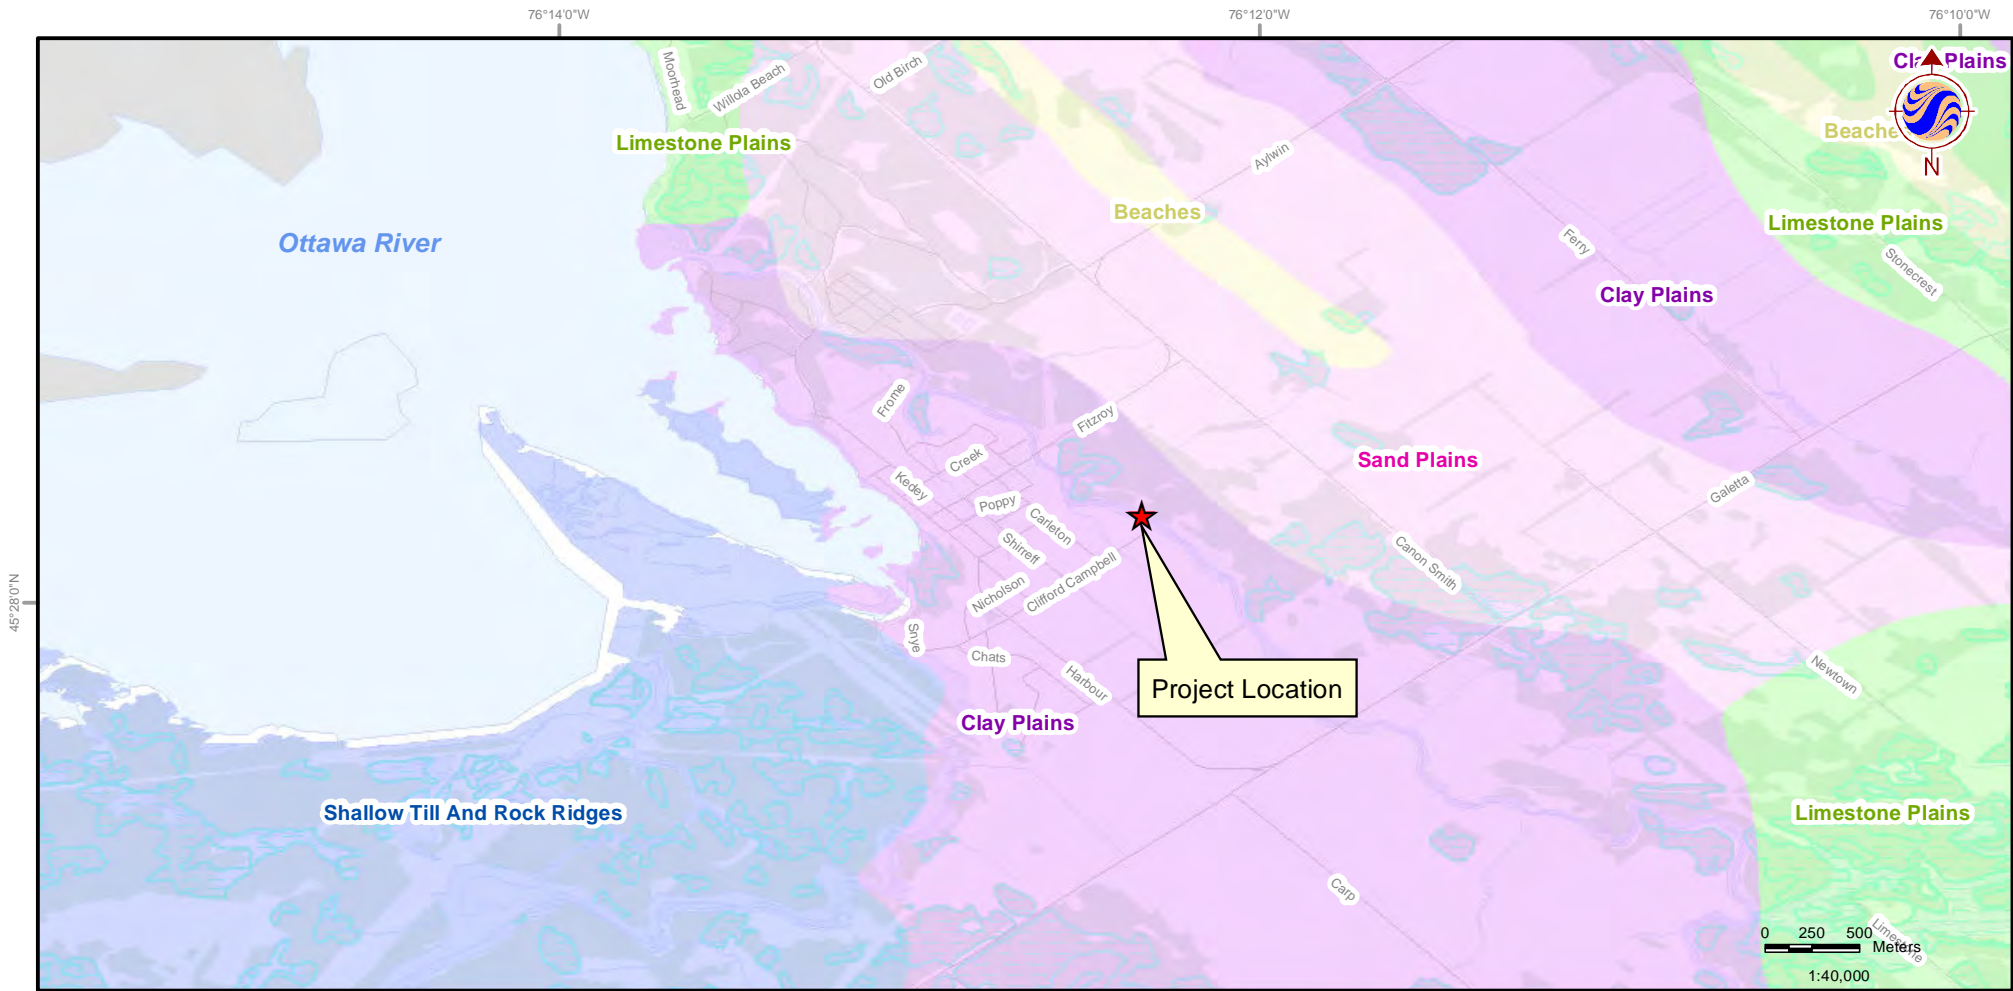 76°14'0"W
76°12'0"W
76°10'0"W
Clay Plains
Moorhead
Willola Beach
Old Birch
Beaches
Limestone Plains
Aylwin
N
Beaches
Limestone Plains
Ottawa River
Ferry
Stonecrest
Clay Plains
Frome
Fitzroy
Creek
Sand Plains
Kedey
Galetta
Poppy
Carleton
Shirreff
Canon Smith
Clifford Campbell
Nicholson
45°28'0"N
Snye
Chats
Harbour
Project Location
Newtown
Clay Plains
Shallow Till And Rock Ridges
Limestone Plains
Carp
0 250 500
Meters
Limestone
1:40,000